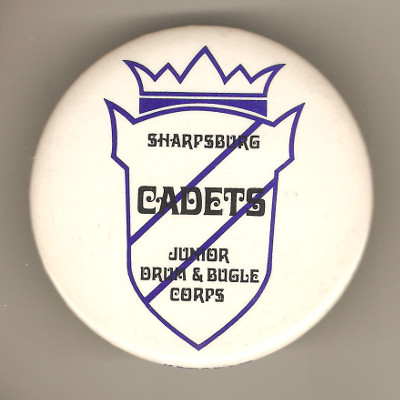 SHARPSBURG
CADETS
JUNIOR
DRUM & BUGLE
CORPS